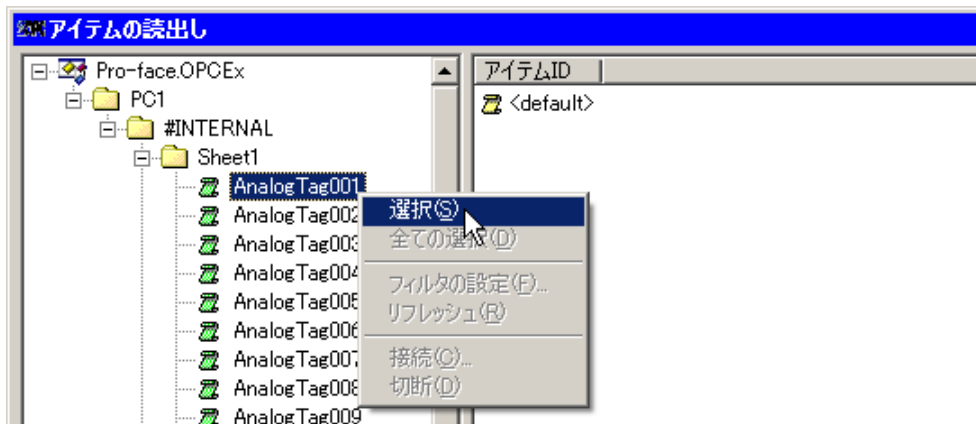 アイテムの読出し
Pro-face.OPCEx
PC1
#INTERNAL
Sheet1
AnalogTag001
AnalogTag002
AnalogTag003
AnalogTag004
AnalogTag005
AnalogTag006
AnalogTag007
AnalogTag008
AnalogTag009
アイテムID
<default>
選択(S)
全ての選択(D)
フィルタの設定(F)...
リフレッシュ(R)
接続(C)...
切断(D)